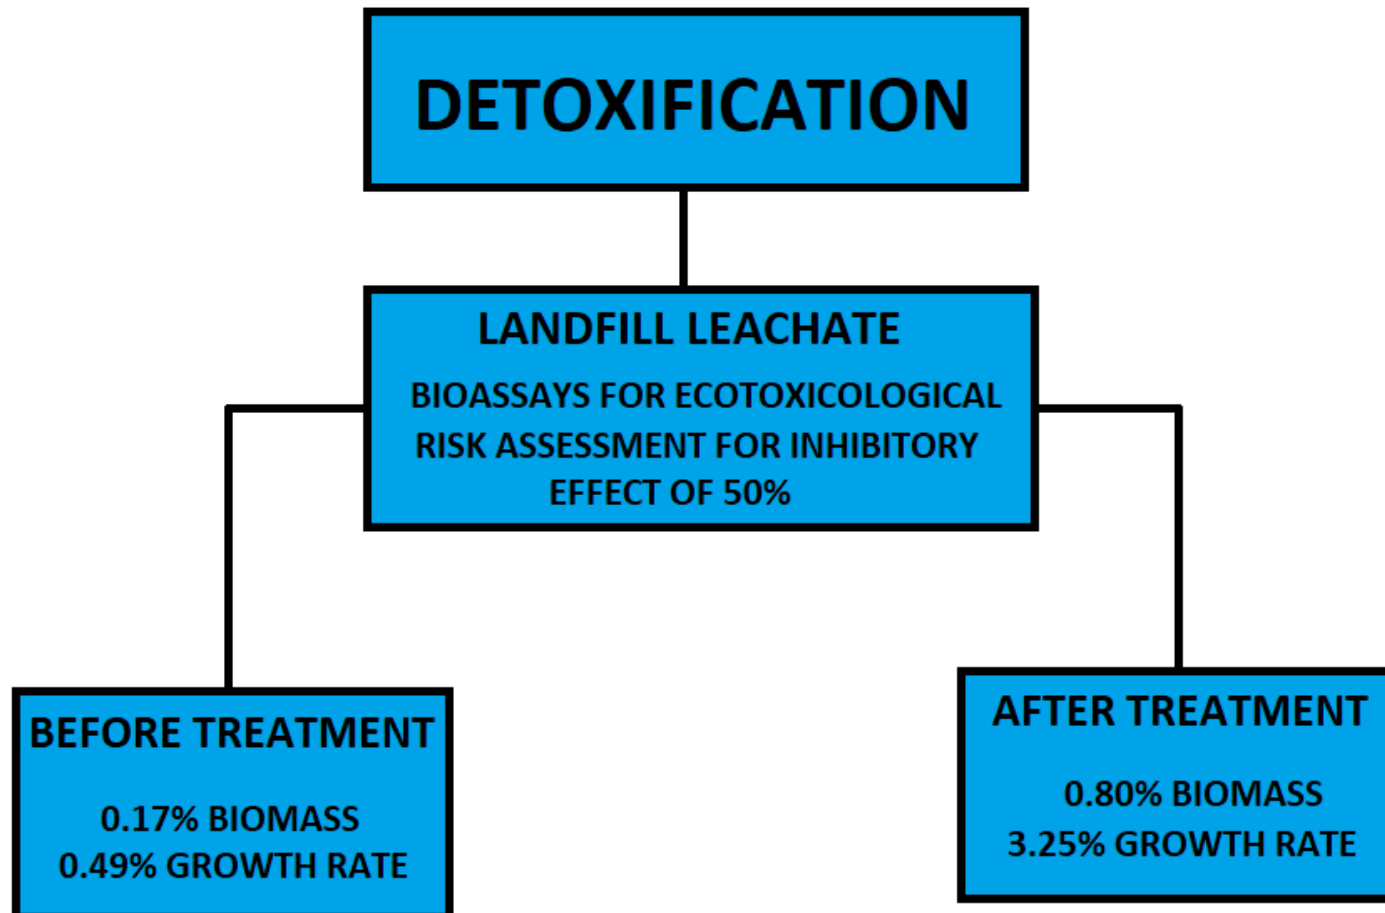 DETOXIFICATION
LANDFILL LEACHATE
BIOASSAYS FOR ECOTOXICOLOGICAL
RISK ASSESSMENT FOR INHIBITORY
EFFECT OF 50%
BEFORE TREATMENT
0.17% BIOMASS
0.49% GROWTH RATE
AFTER TREATMENT
0.80% BIOMASS
3.25% GROWTH RATE